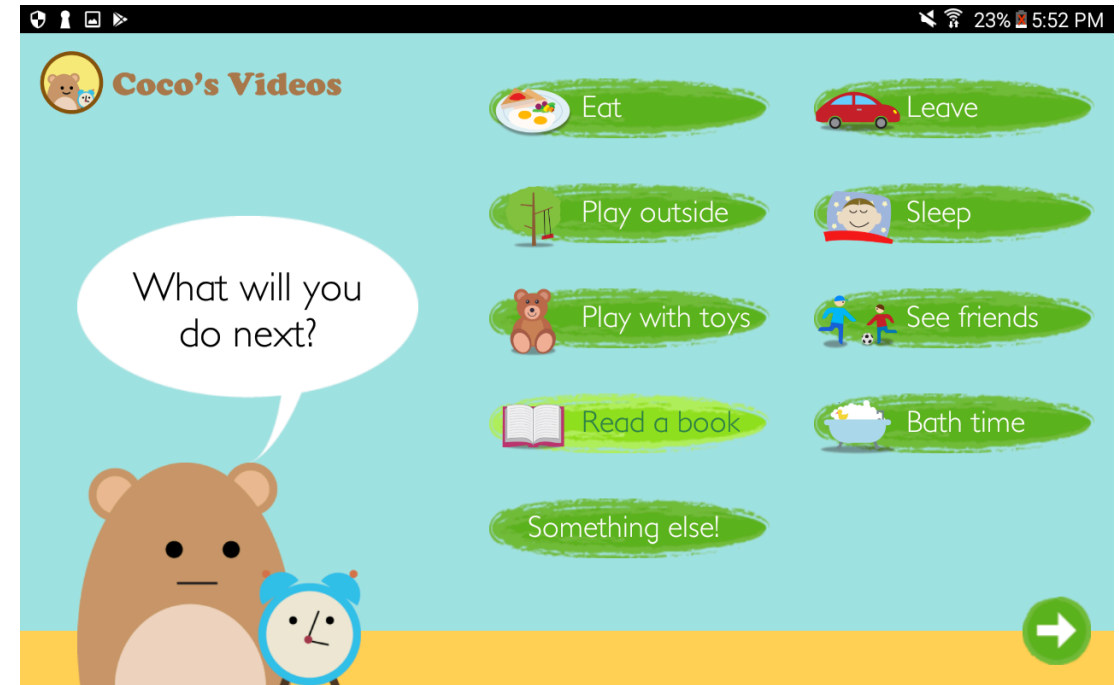 23% 5:52 PM
Coco's Videos
What will you
do next?
Eat
Leave
Play outside
Sleep
Play with toys
See friends
Read a book
Bath time
Something else!